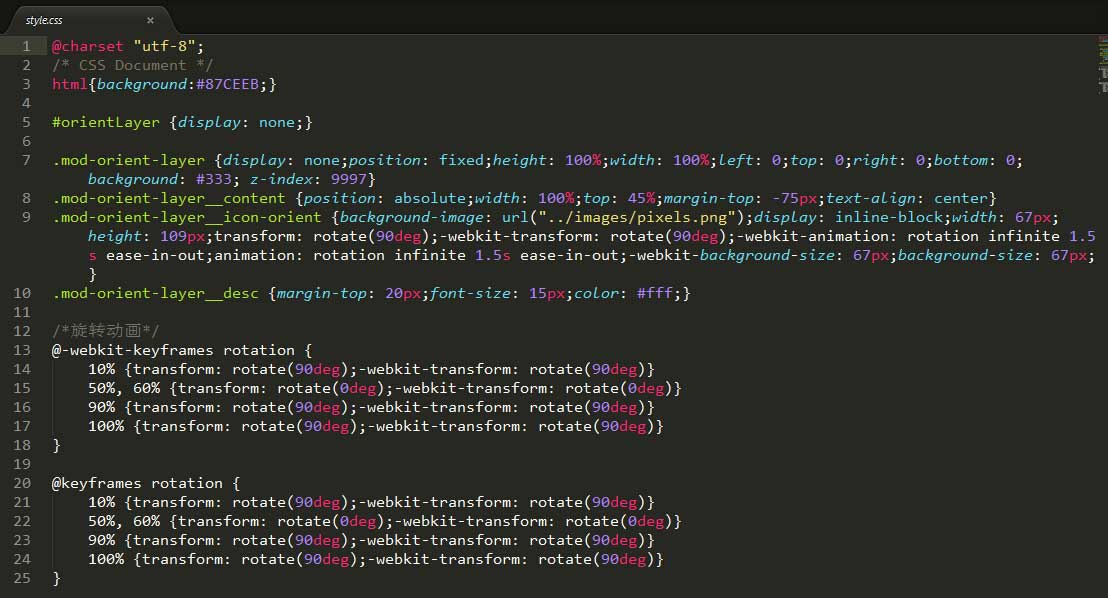 style.css ×
1 @charset "utf-8";
2 /* CSS Document */
3 html{background:#87CEEB;}
4
5 #orientLayer {display: none;}
6
7 .mod-orient-layer {display: none;position: fixed;height: 100%;width: 100%;left: 0;top: 0;right: 0;bottom: 0;
background: #333; z-index: 9997}
8 .mod-orient-layer__content {position: absolute;width: 100%;top: 45%;margin-top: -75px;text-align: center}
9 .mod-orient-layer__icon-orient {background-image: url("../images/pixels.png");display: inline-block;width: 67px;
height: 109px;transform: rotate(90deg);-webkit-transform: rotate(90deg);-webkit-animation: rotation infinite 1.5
s ease-in-out;animation: rotation infinite 1.5s ease-in-out;-webkit-background-size: 67px;background-size: 67px;
}
10 .mod-orient-layer__desc {margin-top: 20px;font-size: 15px;color: #fff;}
11
12 /*旋转动画*/
13 @-webkit-keyframes rotation {
14 10% {transform: rotate(90deg);-webkit-transform: rotate(90deg)}
15 50%, 60% {transform: rotate(0deg);-webkit-transform: rotate(0deg)}
16 90% {transform: rotate(90deg);-webkit-transform: rotate(90deg)}
17 100% {transform: rotate(90deg);-webkit-transform: rotate(90deg)}
18 }
19
20 @keyframes rotation {
21 10% {transform: rotate(90deg);-webkit-transform: rotate(90deg)}
22 50%, 60% {transform: rotate(0deg);-webkit-transform: rotate(0deg)}
23 90% {transform: rotate(90deg);-webkit-transform: rotate(90deg)}
24 100% {transform: rotate(90deg);-webkit-transform: rotate(90deg)}
25 }